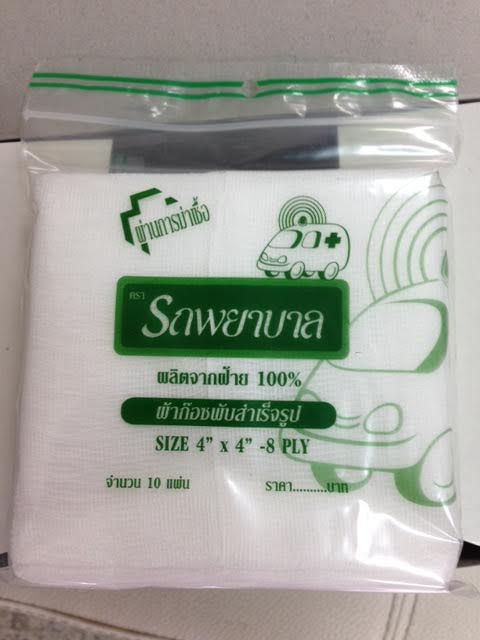 ผ่านการฆ่าเชื้อ
ตรา
รถพยาบาล
ผลิตจากฝ้าย 100%
ผ้าก๊อซพับสำเร็จรูป
SIZE 4" x 4" -8 PLY
จำนวน 10 แผ่น ราคา..........บาท